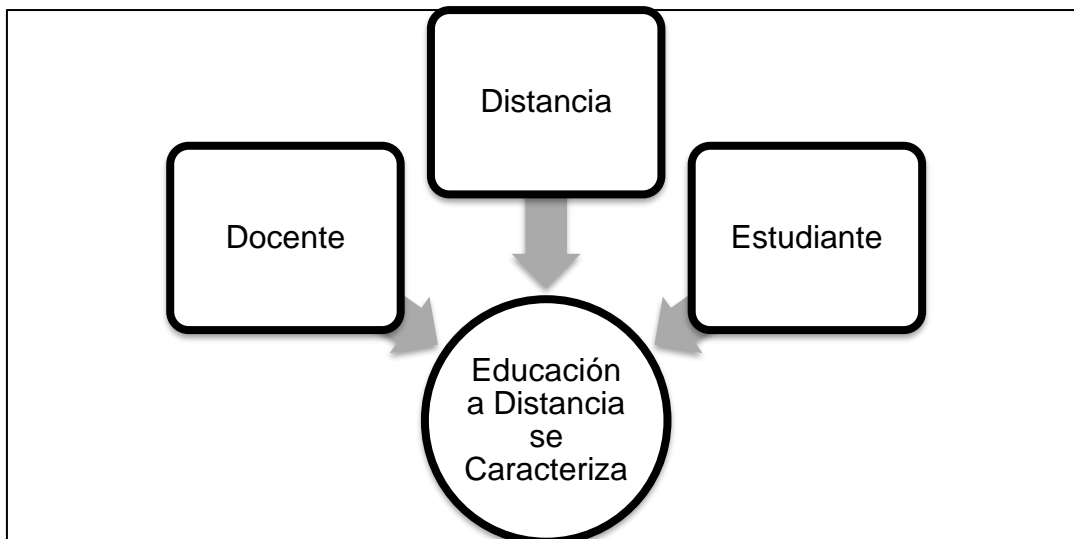 Distancia
Docente
Estudiante
Educación
a Distancia
se
Caracteriza